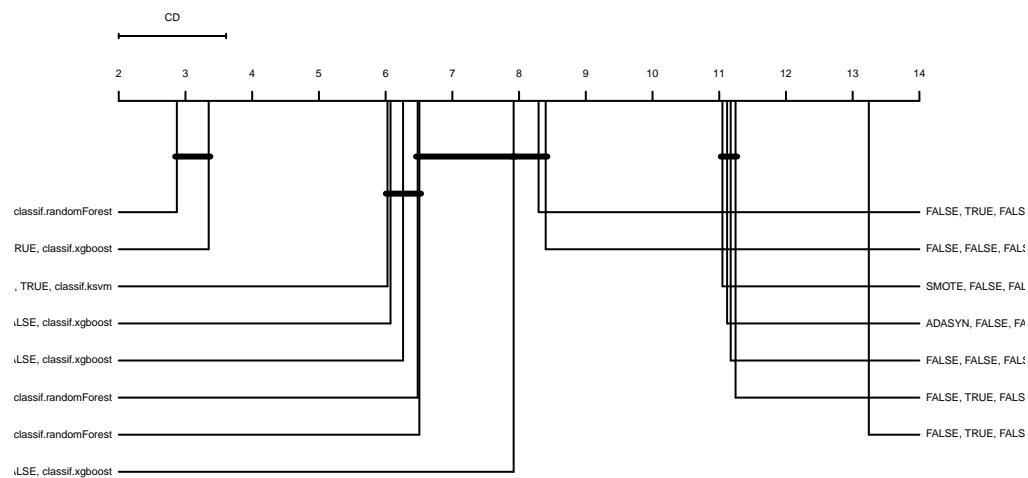 CD
2 3 4 5 6 7 8 9 10 11 12 13 14
classif.randomForest
FALSE, TRUE, FALS
RUE, classif.xgboost
FALSE, FALSE, FALS
, TRUE, classif.ksvm
SMOTE, FALSE, FAL
ALSE, classif.xgboost
ADASYN, FALSE, FA
ALSE, classif.xgboost
FALSE, FALSE, FALS
classif.randomForest
FALSE, TRUE, FALS
classif.randomForest
FALSE, TRUE, FALS
ALSE, classif.xgboost